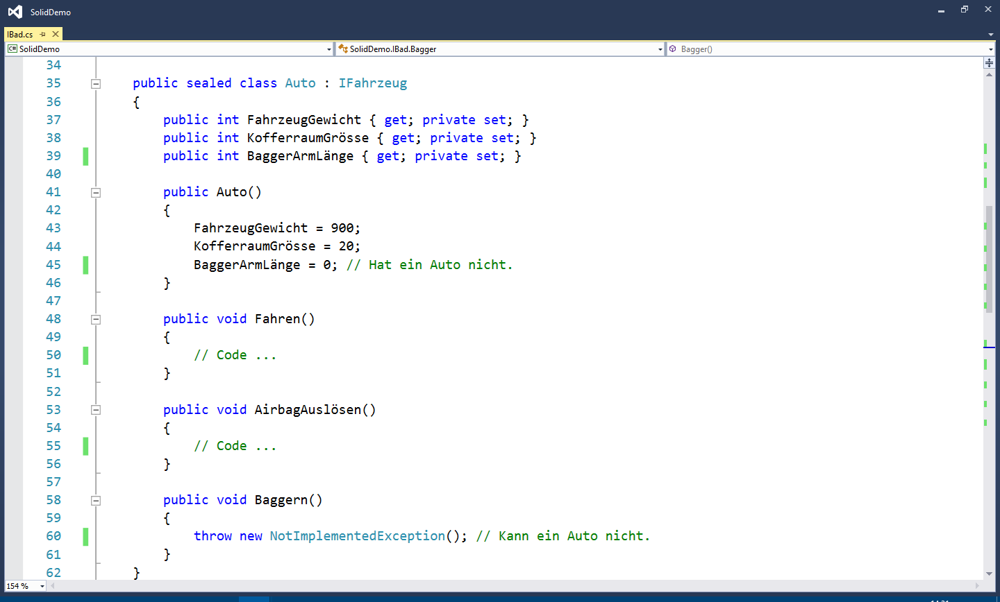 SolidDemo
IBad.cs
SolidDemo
SolidDemo.IBad.Bagger
Bagger()
34
35 public sealed class Auto : IFahrzeug
36 {
37 public int FahrzeugGewicht { get; private set; }
38 public int KofferraumGrösse { get; private set; }
39 public int BaggerArmLänge { get; private set; }
40
41 public Auto()
42 {
43 FahrzeugGewicht = 900;
44 KofferraumGrösse = 20;
45 BaggerArmLänge = 0; // Hat ein Auto nicht.
46 }
47
48 public void Fahren()
49 {
50 // Code ...
51 }
52
53 public void AirbagAuslösen()
54 {
55 // Code ...
56 }
57
58 public void Baggern()
59 {
60 throw new NotImplementedException(); // Kann ein Auto nicht.
61 }
62 }
154 %